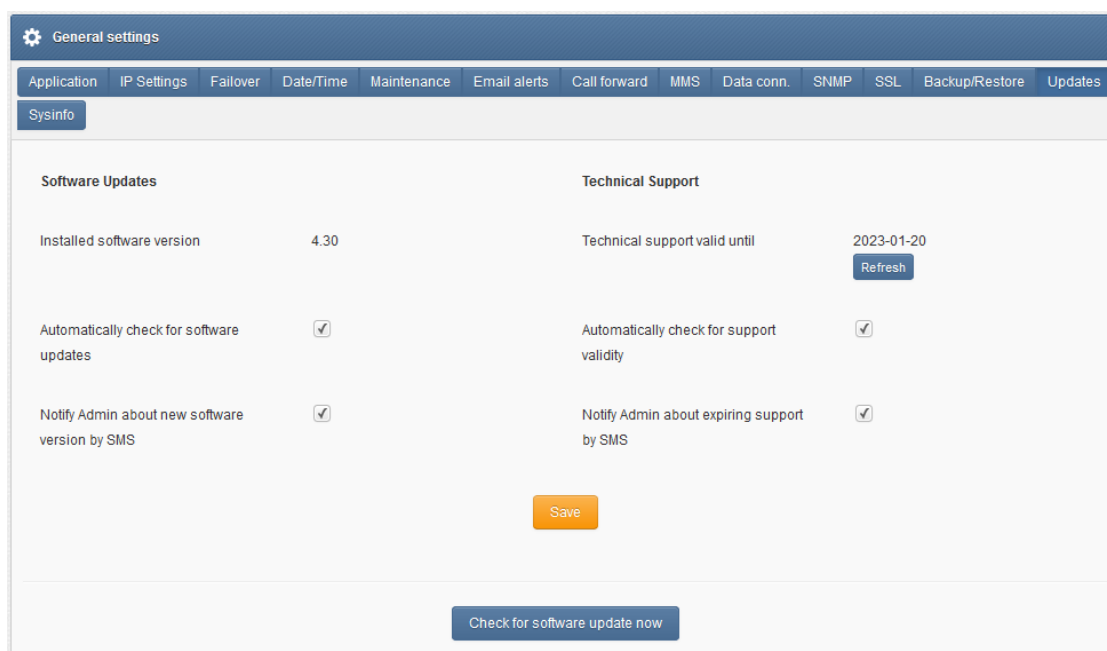 General settings
Application IP Settings Failover Date/Time Maintenance Email alerts Call forward MMS Data conn. SNMP SSL Backup/Restore Updates
Sysinfo
Software Updates
Technical Support
Installed software version 4.30
Technical support valid until 2023-01-20
Refresh
Automatically check for software
updates
Automatically check for support
validity
Notify Admin about new software
version by SMS
Notify Admin about expiring support
by SMS
Save
Check for software update now